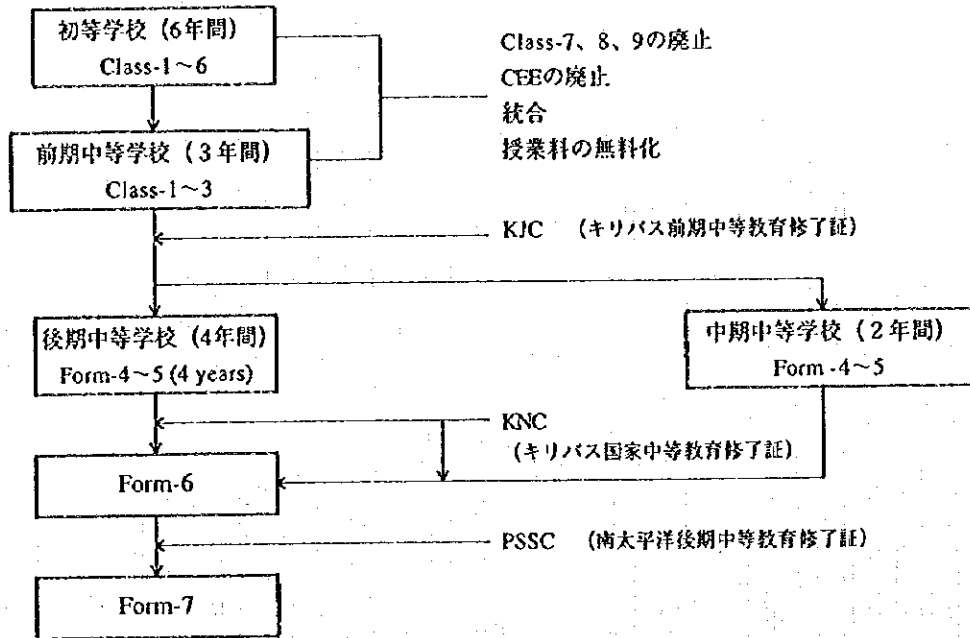 初等学校 (6年間)
Class-1～6
Class-7、8、9の廃止
CEEの廃止
統合
授業科の無料化
前期中等学校 (3年間)
Class-1～3
KJC (キリバス前期中等教育修了証)
後期中等学校 (4年間)
Form-4～5 (4 years)
中期中等学校 (2年間)
Form -4～5
KNC
(キリバス国家中等教育修了証)
Form-6
PSSC (南太平洋後期中等教育修了証)
Form-7